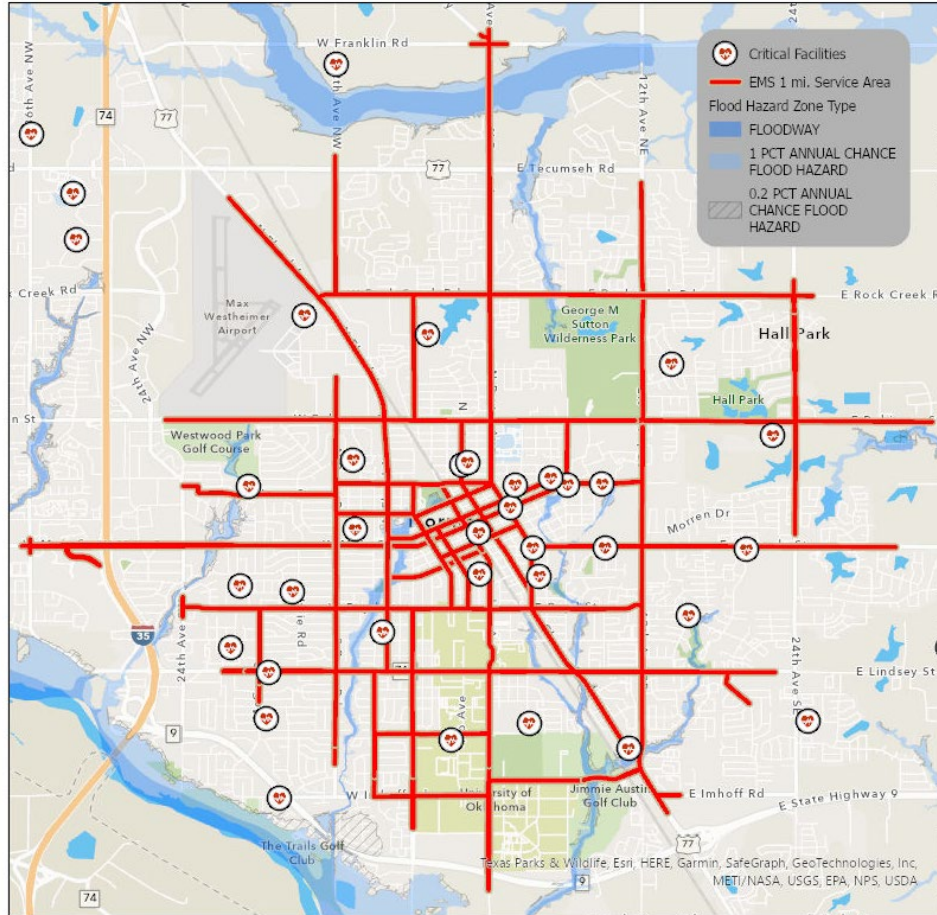 W Franklin Rd
Critical Facilities
EMS 1 mi. Service Area
Flood Hazard Zone Type
FLOODWAY
1 PCT ANNUAL CHANCE
FLOOD HAZARD
0.2 PCT ANNUAL
CHANCE FLOOD
HAZARD
74
77
12th Ave NE
77
E Tecumseh Rd
Creek Rd
E Rock Creek R
Max
Westheimer
Airport
George M
Sutton
Wilderness Park
Hall Park
24th Ave NW
Hall Park
Westwood Park
Golf Course
Morren Dr
35
24th Ave
E Lindsey St
24th Ave SE
9
University of
Oklahoma
Jimmie Austin
Golf Club
E Imhoff Rd
E State Highway 9
The Trails Golf
Club
77
9
74
Texas Parks & Wildlife, Esri, HERE, Garmin, SafeGraph, GeoTechnologies, Inc,
METI/NASA, USGS, EPA, NPS, USDA